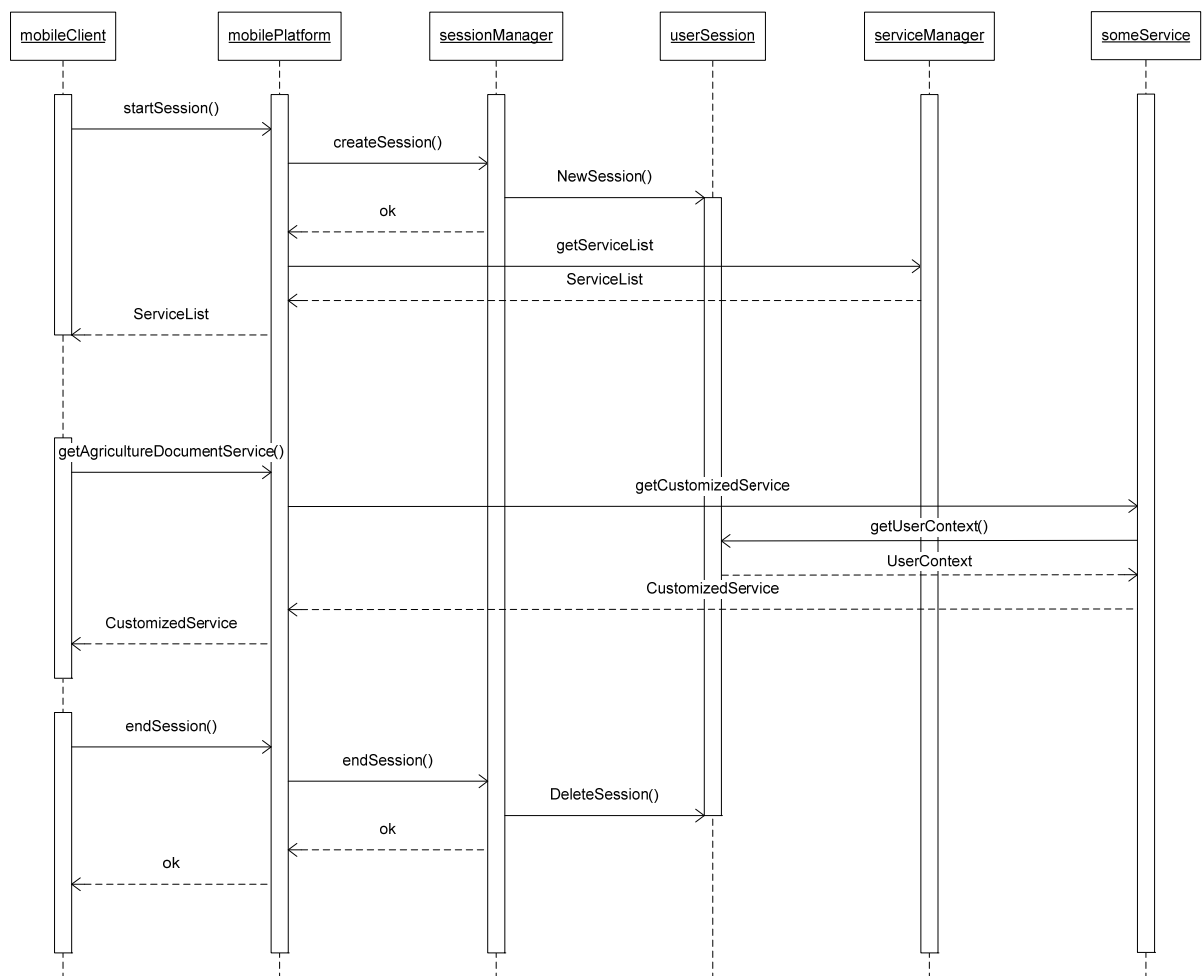 mobileClient
mobilePlatform
sessionManager
userSession
serviceManager
someService
startSession()
createSession()
NewSession()
ok
getServiceList
ServiceList
ServiceList
getAgricultureDocumentService()
getCustomizedService
getUserContext()
UserContext
CustomizedService
CustomizedService
endSession()
endSession()
DeleteSession()
ok
ok